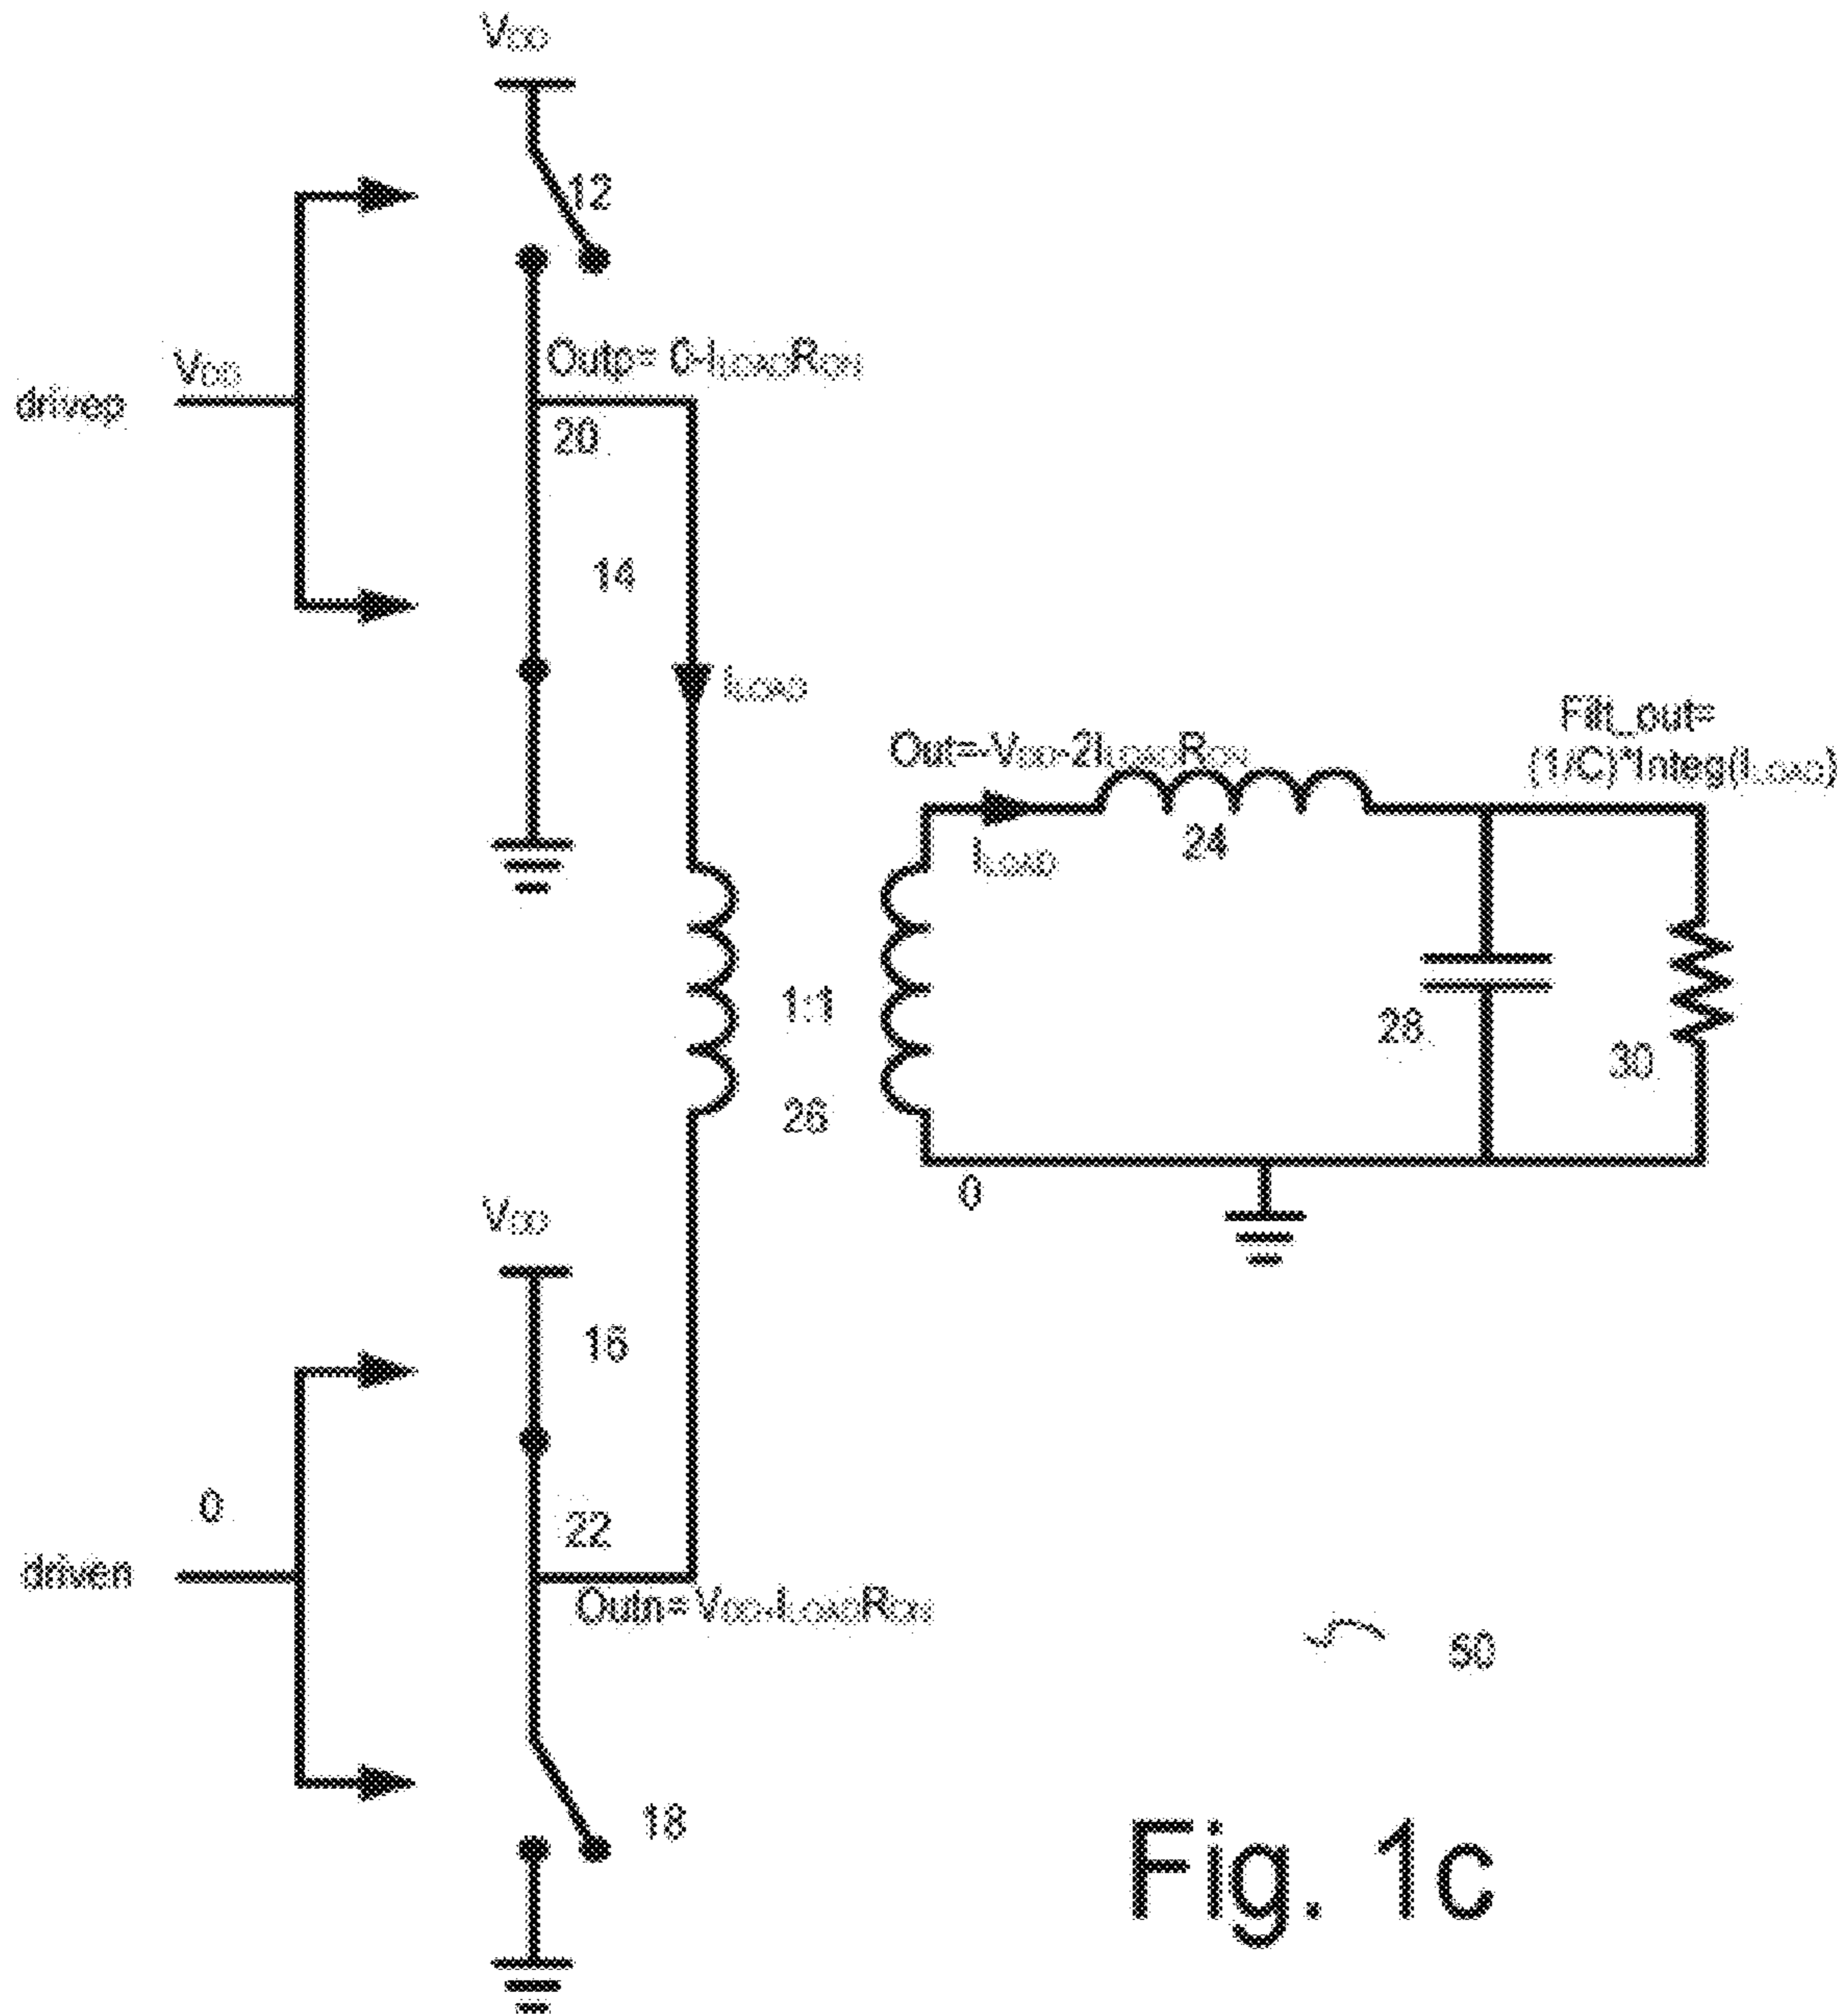 VDD
12
VDD
drivep
Outp= 0-ILOADRON
20
14
ILOAD
Out=-VDD-2ILOADRON
Filt_out=
(1/C)*Integ(ILOAD)
ILOAD
24
1:1
28
30
26
0
VDD
16
0
22
driven
Outn= VDD-ILOADRON
50
18
Fig. 1c